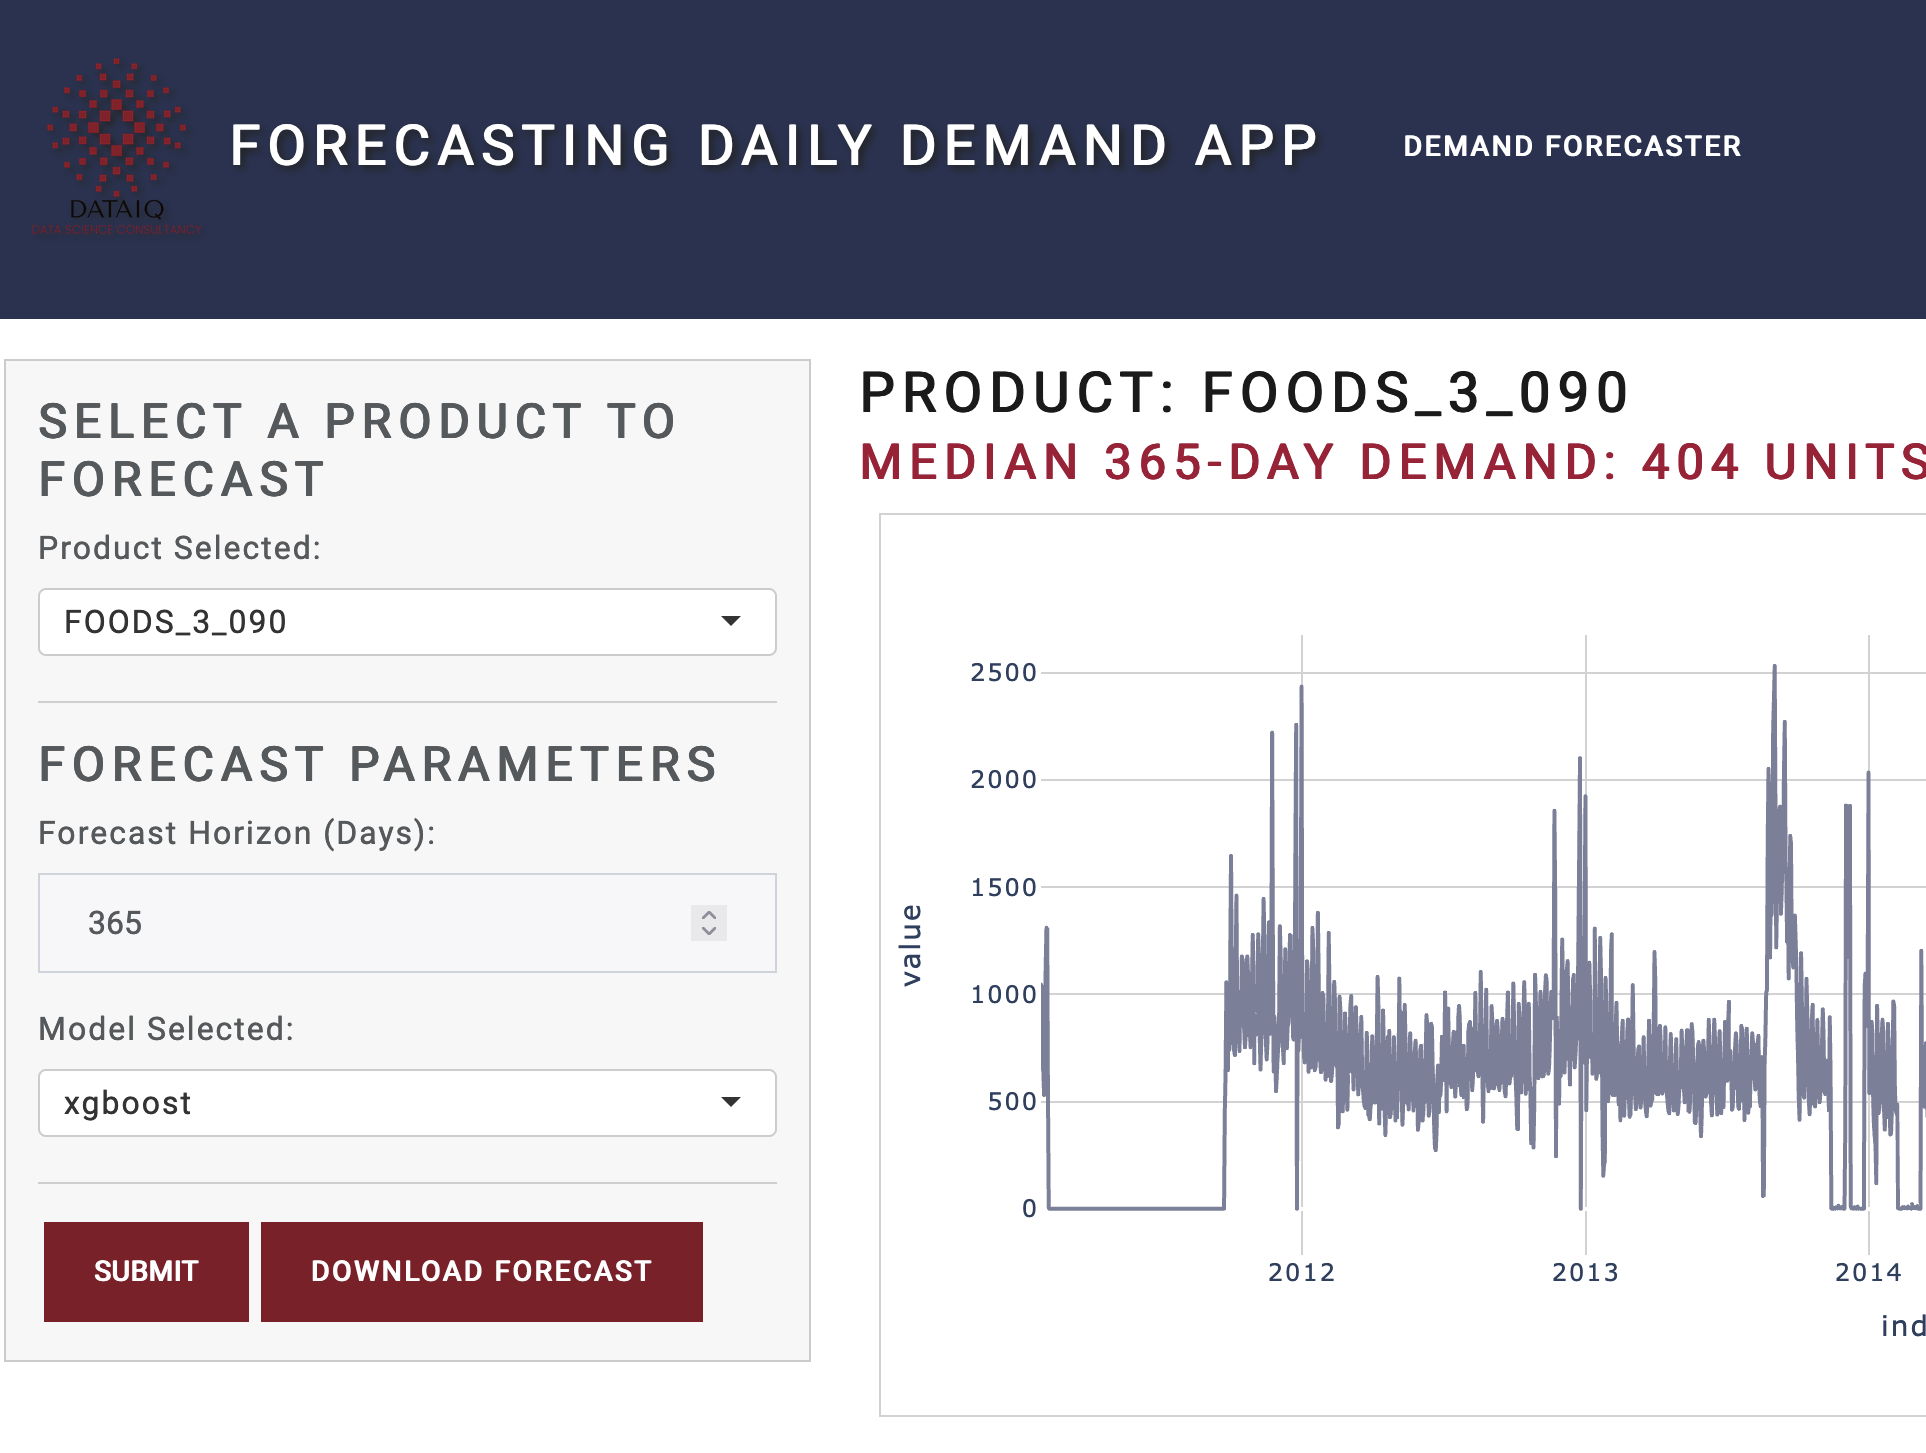 DATAIQ
DATA SCIENCE CONSULTANCY
FORECASTING DAILY DEMAND APP
DEMAND FORECASTER
SELECT A PRODUCT TO
FORECAST
Product Selected:
FOODS_3_090
FORECAST PARAMETERS
Forecast Horizon (Days):
365
Model Selected:
xgboost
SUBMIT
DOWNLOAD FORECAST
PRODUCT: FOODS_3_090
MEDIAN 365-DAY DEMAND: 404 UNITS
2500
2000
1500
1000
500
0
value
2012
2013
2014
ind